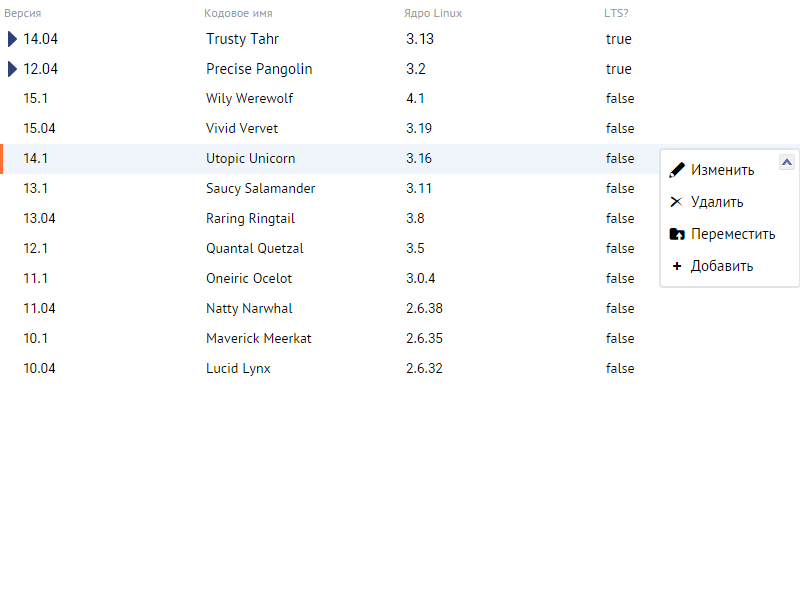 Версия Кодовое имя Ядро Linux LTS?
14.04 Trusty Tahr 3.13 true
12.04 Precise Pangolin 3.2 true
15.1 Wily Werewolf 4.1 false
15.04 Vivid Vervet 3.19 false
14.1 Utopic Unicorn 3.16 false
13.1 Saucy Salamander 3.11 false
13.04 Raring Ringtail 3.8 false
12.1 Quantal Quetzal 3.5 false
11.1 Oneiric Ocelot 3.0.4 false
11.04 Natty Narwhal 2.6.38 false
10.1 Maverick Meerkat 2.6.35 false
10.04 Lucid Lynx 2.6.32 false
Изменить
Удалить
Переместить
Добавить